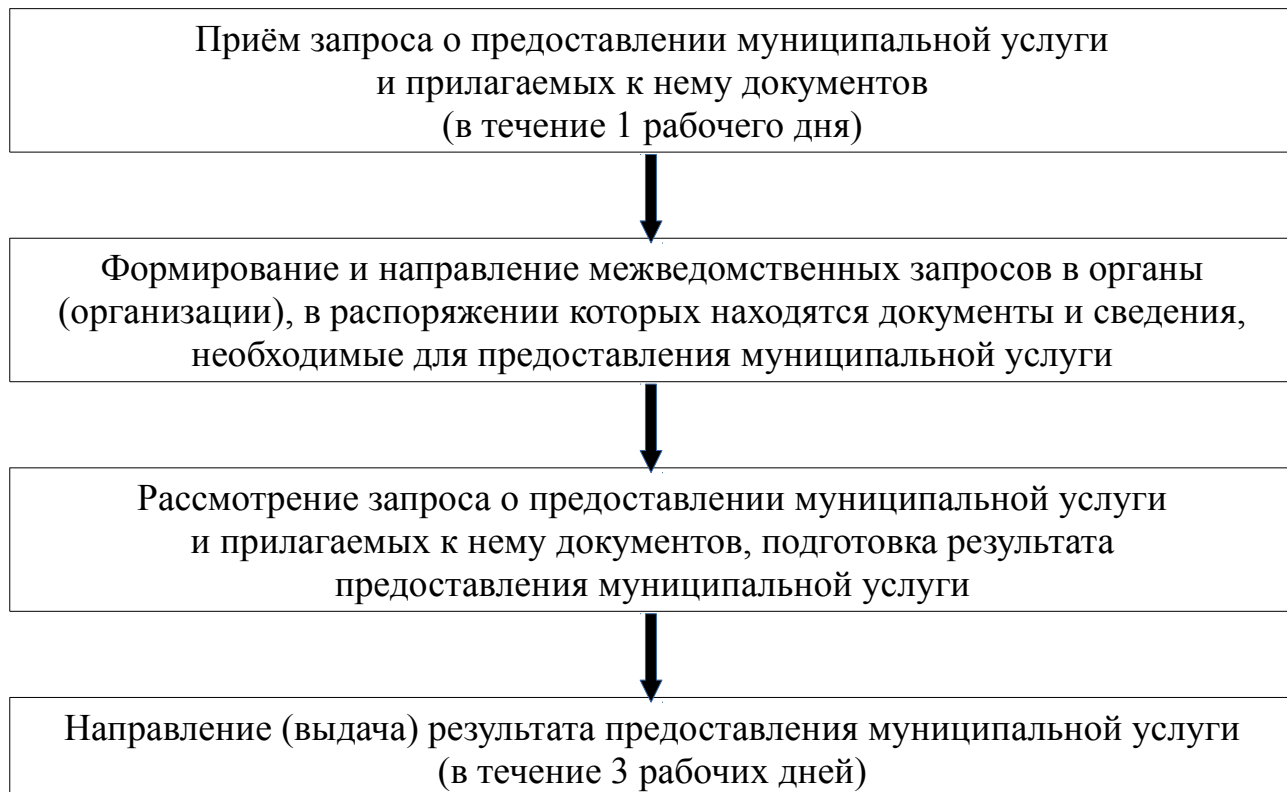 Приём запроса о предоставлении муниципальной услуги
и прилагаемых к нему документов
(в течение 1 рабочего дня)
Формирование и направление межведомственных запросов в органы
(организации), в распоряжении которых находятся документы и сведения,
необходимые для предоставления муниципальной услуги
Рассмотрение запроса о предоставлении муниципальной услуги
и прилагаемых к нему документов, подготовка результата
предоставления муниципальной услуги
Направление (выдача) результата предоставления муниципальной услуги
(в течение 3 рабочих дней)